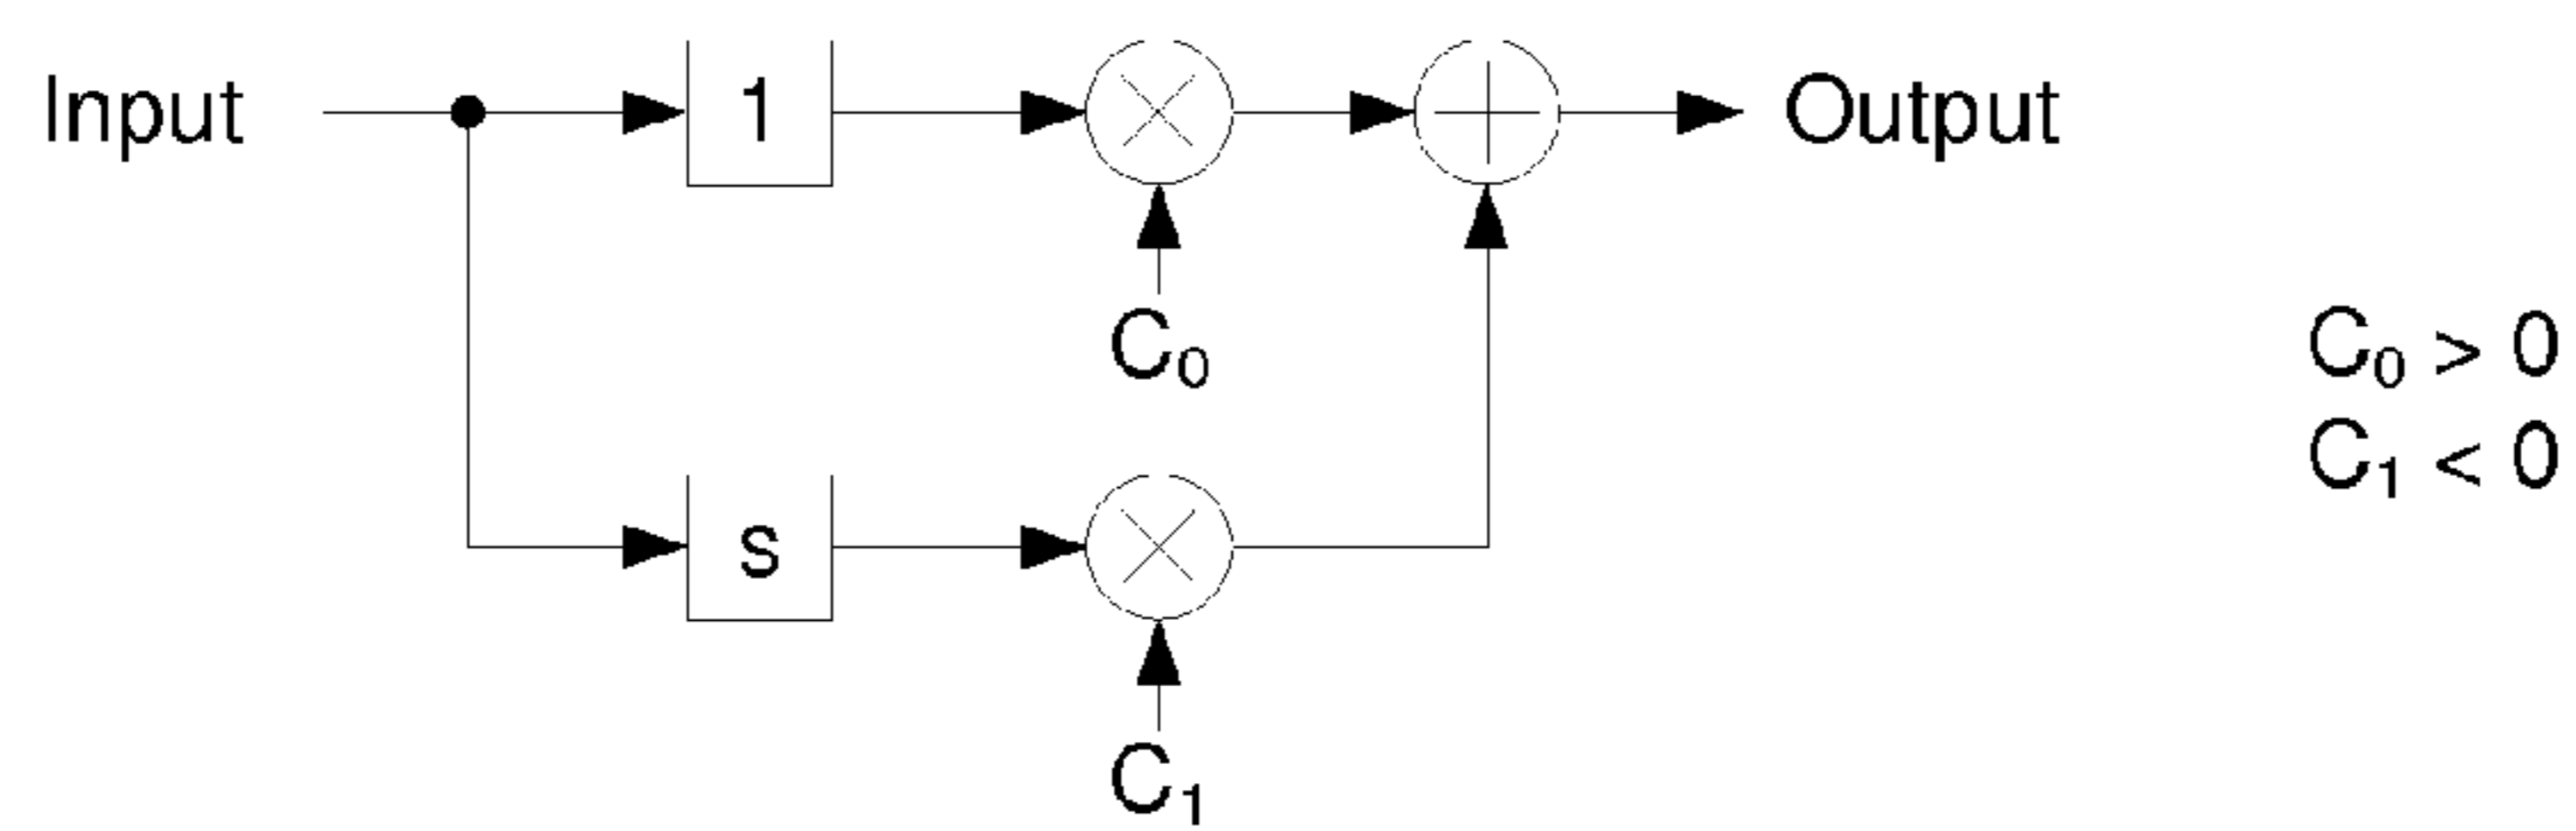 Input
1
Output
C₀
C₀ > 0
C₁ < 0
s
C₁